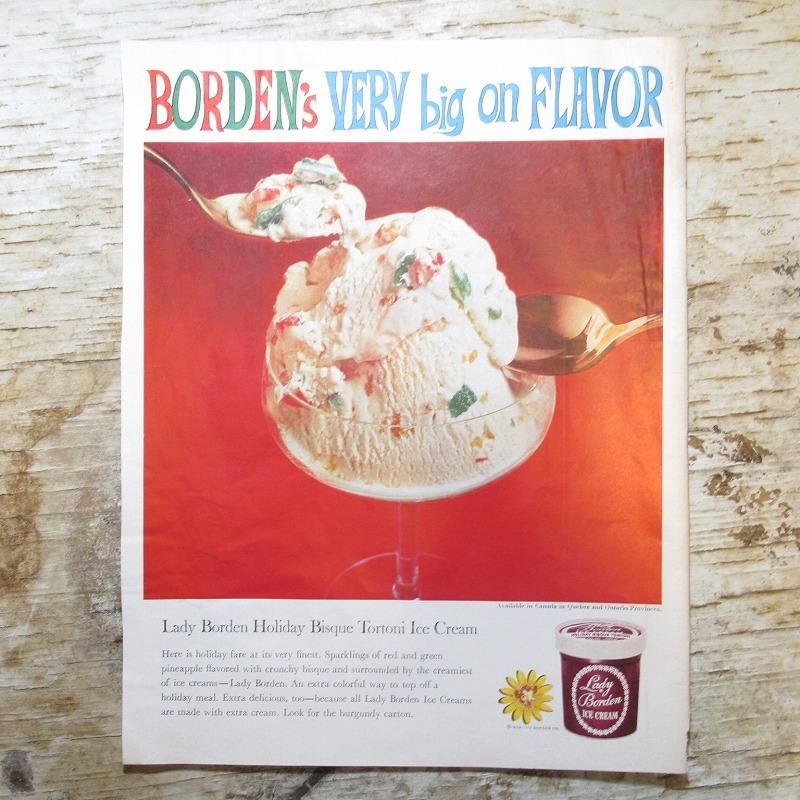 BORDEN's VERY big on FLAVOR
Available in Canada in Quebec and Ontario Provinces.
Lady Borden Holiday Bisque Tortoni Ice Cream
Here is holiday fare at its very finest. Sparklings of red and green
pineapple flavored with crunchy bisque and surrounded by the creamiest
of ice creams—Lady Borden. An extra colorful way to top off a
holiday meal. Extra delicious, too—because all Lady Borden Ice Creams
are made with extra cream. Look for the burgundy carton.
HOLIDAY BISQUE TORTONI
Lady
Borden
ICE CREAM